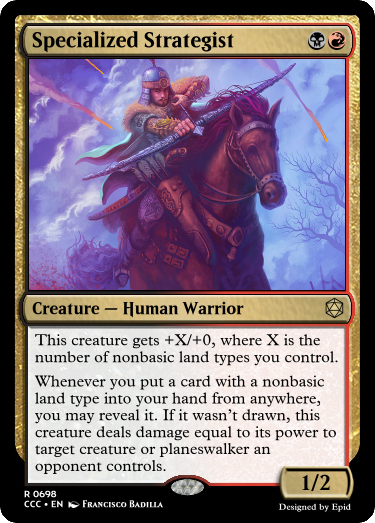 Specialized Strategist
Creature — Human Warrior
This creature gets +X/+0, where X is the
number of nonbasic land types you control.
Whenever you put a card with a nonbasic
land type into your hand from anywhere,
you may reveal it. If it wasn't drawn, this
creature deals damage equal to its power to
target creature or planeswalker an
opponent controls.
1/2
R 0698
CCC • EN Francisco Badilla
Designed by Epid